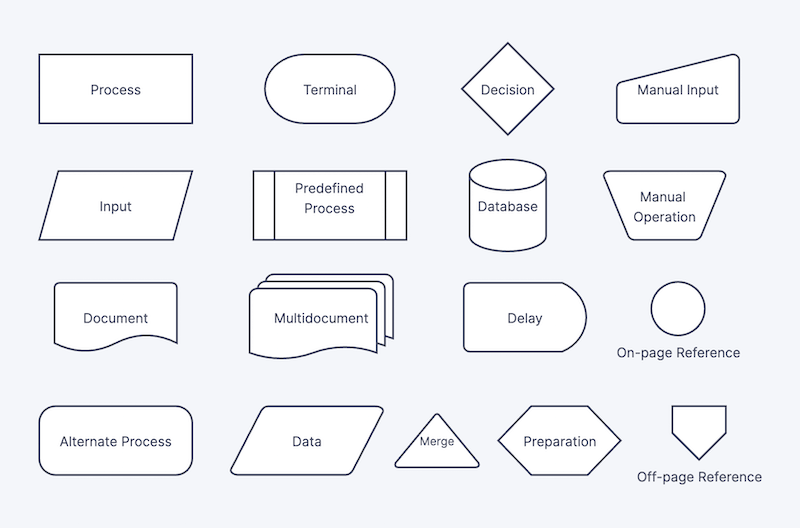 Process
Terminal
Decision
Manual Input
Input
Predefined
Process
Database
Manual
Operation
Document
Multidocument
Delay
On-page Reference
Alternate Process
Data
Merge
Preparation
Off-page Reference